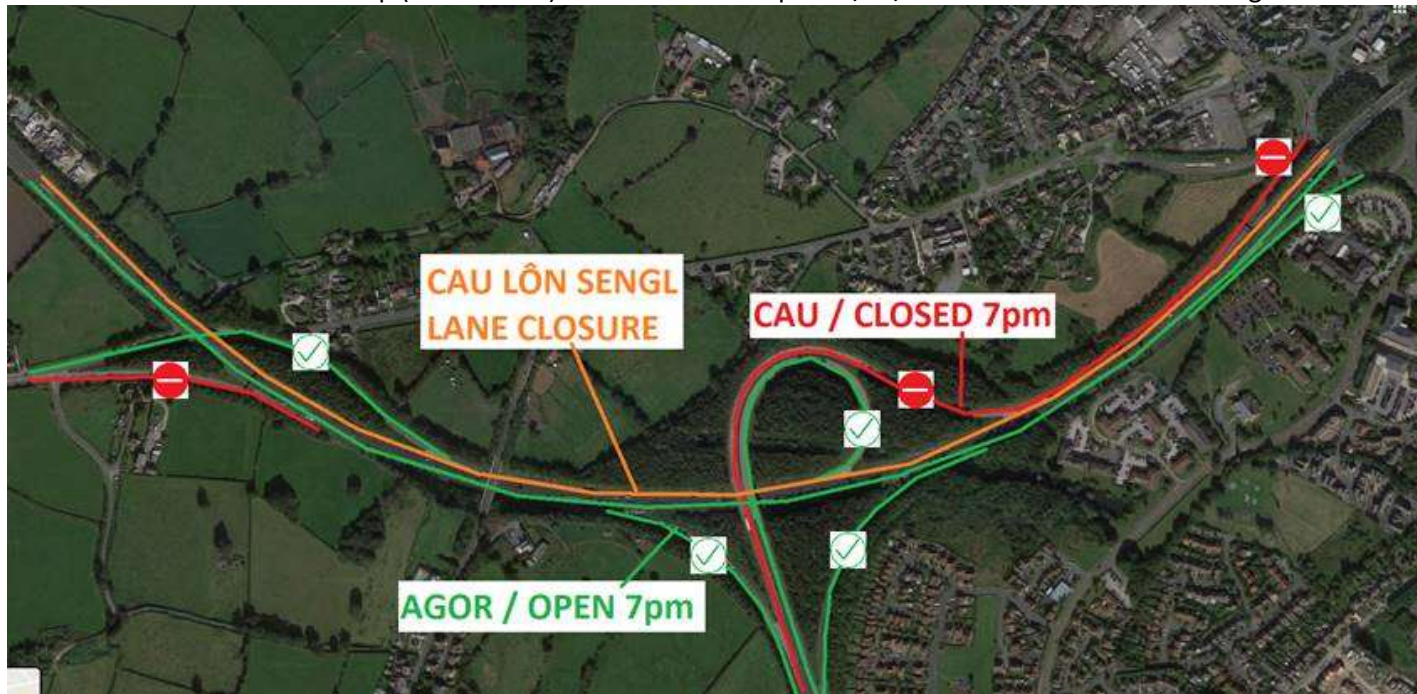 CAU LÔN SENGL
LANE CLOSURE
CAU / CLOSED 7pm
AGOR / OPEN 7pm